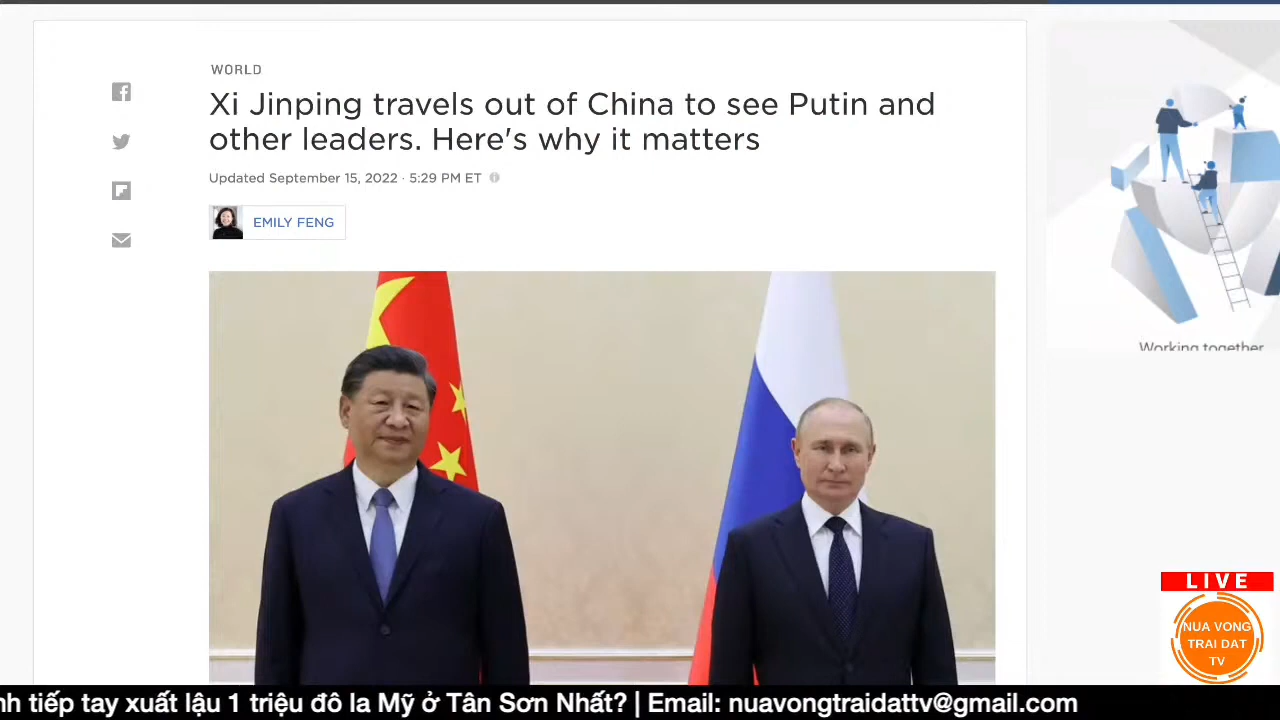 WORLD
Xi Jinping travels out of China to see Putin and
other leaders. Here's why it matters
Updated September 15, 2022 · 5:29 PM ET
EMILY FENG
Working together
LIVE
NUA VONG
TRAI DAT
TV
nh tiếp tay xuất lậu 1 triệu đô la Mỹ ở Tân Sơn Nhất? | Email: nuavongtraidattv@gmail.com